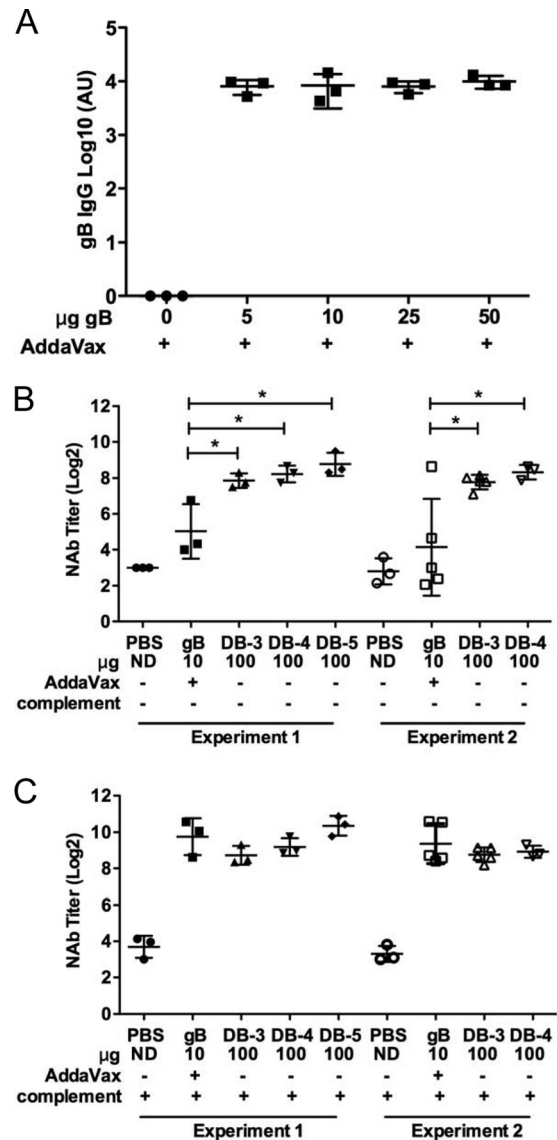 A
gB IgG Log10 (AU)
5
4
3
2
1
0
µg gB 0 5 10 25 50
AddaVax + + + + +
B
NAb Titer (Log2)
12
10
8
6
4
2
0
* * * * *
PBS gB DB-3 DB-4 DB-5 PBS gB DB-3 DB-4
µg ND 10 100 100 100 ND 10 100 100
AddaVax - + - - - - + - -
complement - - - - - - - - -
Experiment 1 Experiment 2
C
NAb Titer (Log2)
12
10
8
6
4
2
0
PBS gB DB-3 DB-4 DB-5 PBS gB DB-3 DB-4
µg ND 10 100 100 100 ND 10 100 100
AddaVax - + - - - - + - -
complement + + + + + + + + +
Experiment 1 Experiment 2